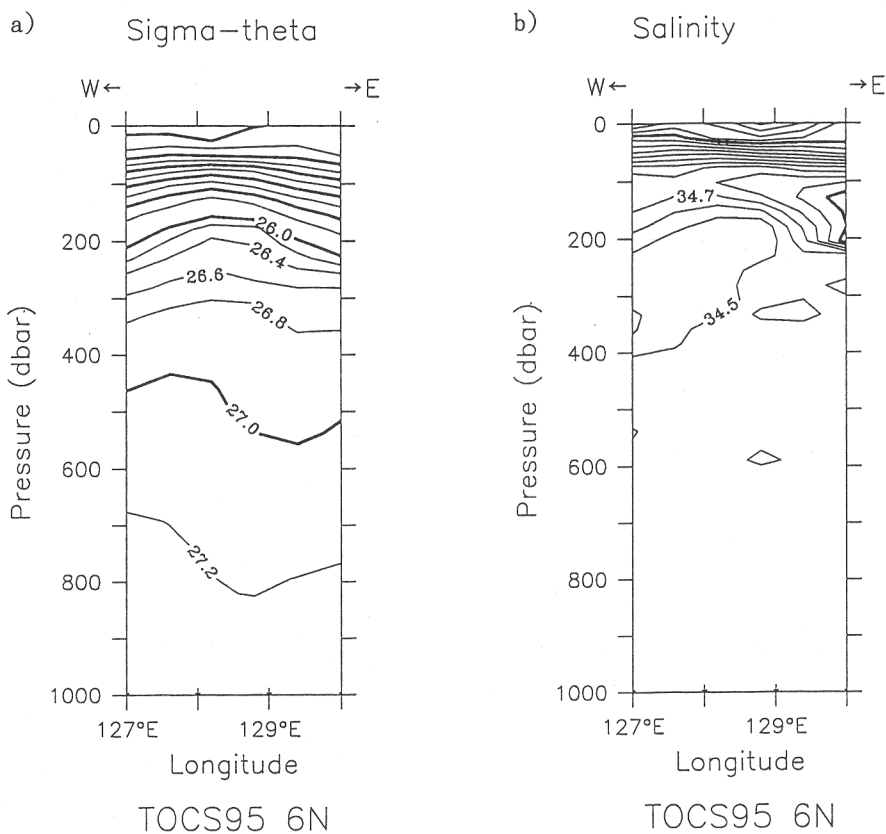 a)
Sigma-theta
W← →E
0
200
400
600
800
1000
Pressure (dbar)
26.0
26.4
26.6
26.8
27.0
27.2
127°E 129°E
Longitude
TOCS95 6N
b)
Salinity
W← →E
0
200
400
600
800
1000
Pressure (dbar)
34.7
34.5
127°E 129°E
Longitude
TOCS95 6N